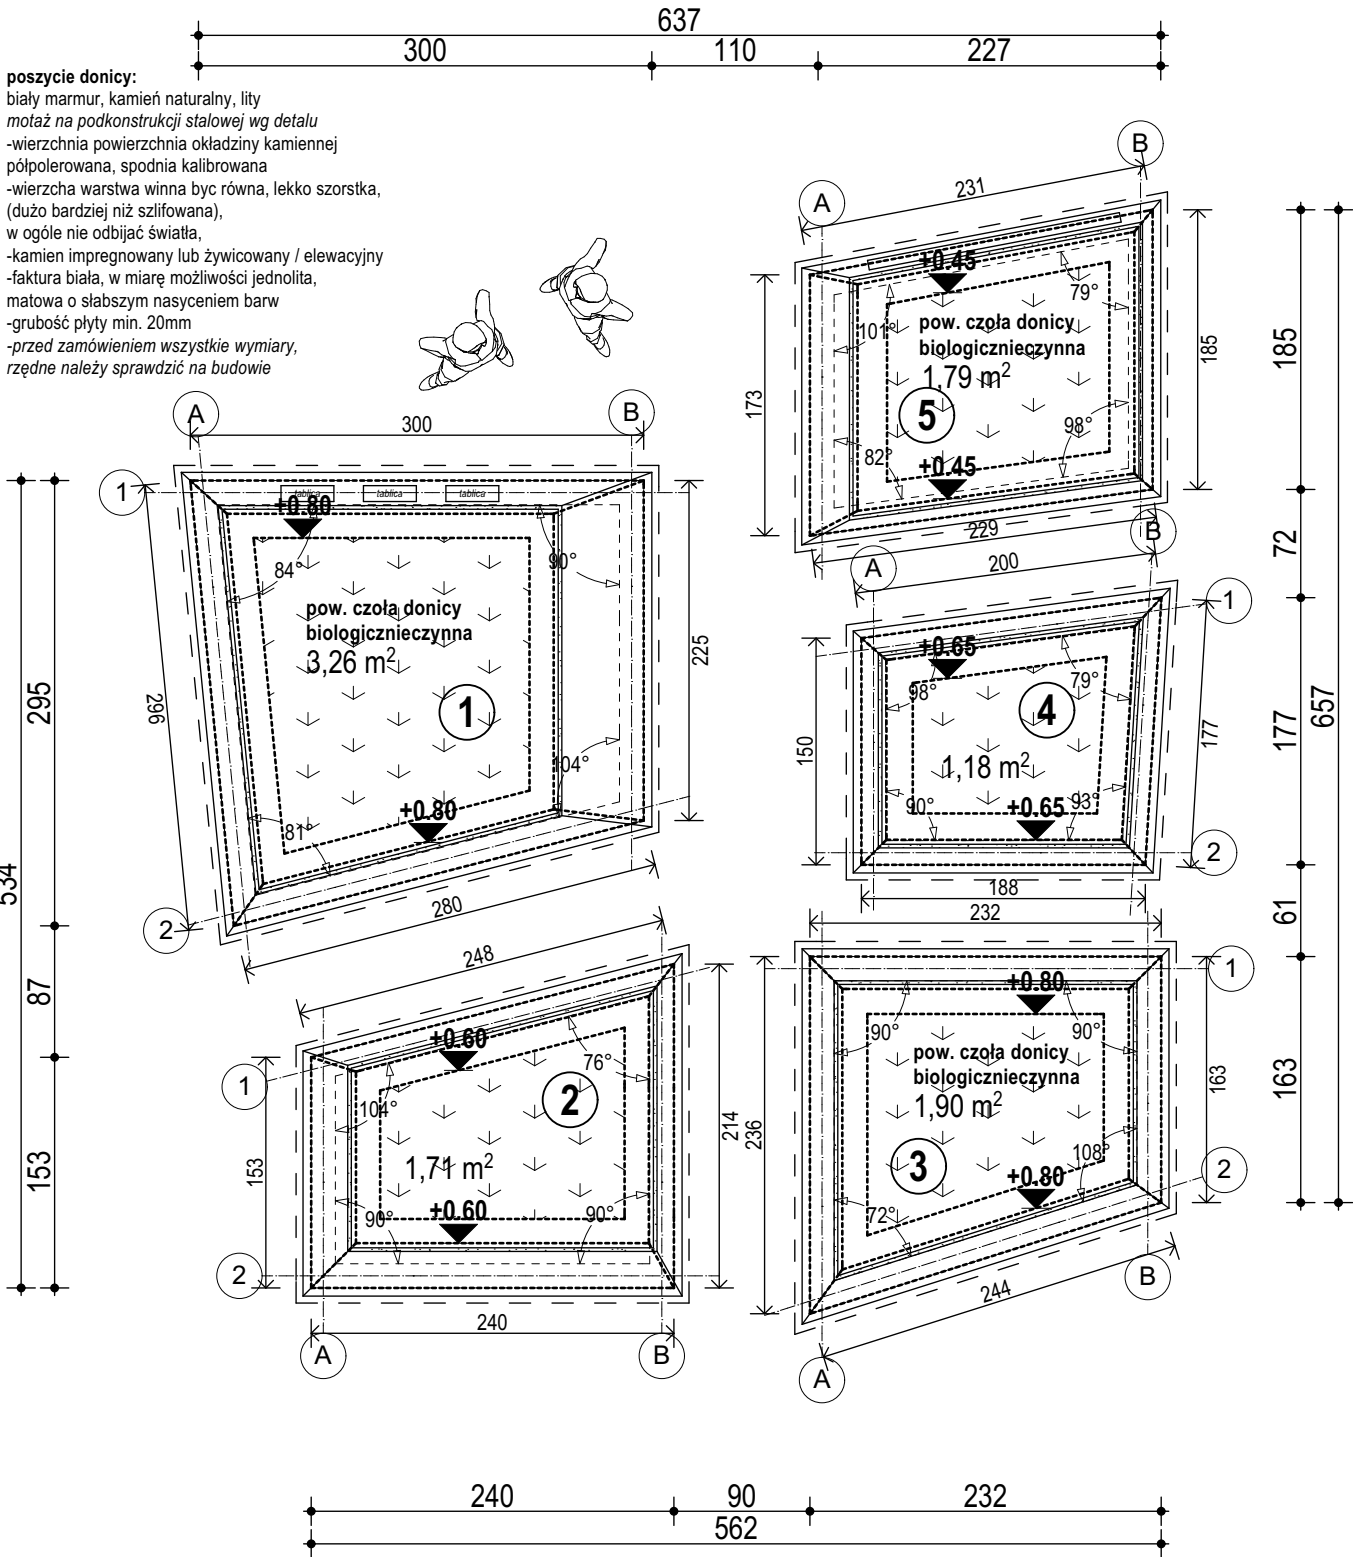 637
300
110
227
poszycie donicy:
biały marmur, kamień naturalny, lity
motaż na podkonstrukcji stalowej wg detalu
-wierzchnia powierzchnia okładziny kamiennej
półpolerowana, spodnia kalibrowana
-wierzcha warstwa winna byc równa, lekko szorstka,
(dużo bardziej niż szlifowana),
w ogóle nie odbijać światła,
-kamien impregnowany lub żywicowany / elewacyjny
-faktura biała, w miarę możliwości jednolita,
matowa o słabszym nasyceniem barw
-grubość płyty min. 20mm
-przed zamówieniem wszystkie wymiary,
rzędne należy sprawdzić na budowie
A
B
231
+0.45
79°
101°
pow. czoła donicy
biologicznieczynna
1,79 m²
5
173
185
98°
82°
+0.45
229
B
185
72
177
657
61
163
A
B
300
1
tablica
tablica
tablica
+0.80
84°
90°
pow. czoła donicy
biologicznieczynna
3,26 m²
1
296
225
104°
+0.80
81°
280
2
295
534
87
153
A
200
1
+0.65
98°
79°
4
150
177
1,18 m²
90°
+0.65
93°
2
188
248
+0.60
76°
1
104°
2
153
214
1,71 m²
90°
+0.60
90°
2
240
A
B
232
1
+0.80
90°
90°
pow. czoła donicy
biologicznieczynna
1,90 m²
236
163
3
108°
+0.80
2
72°
244
B
A
240
90
232
562